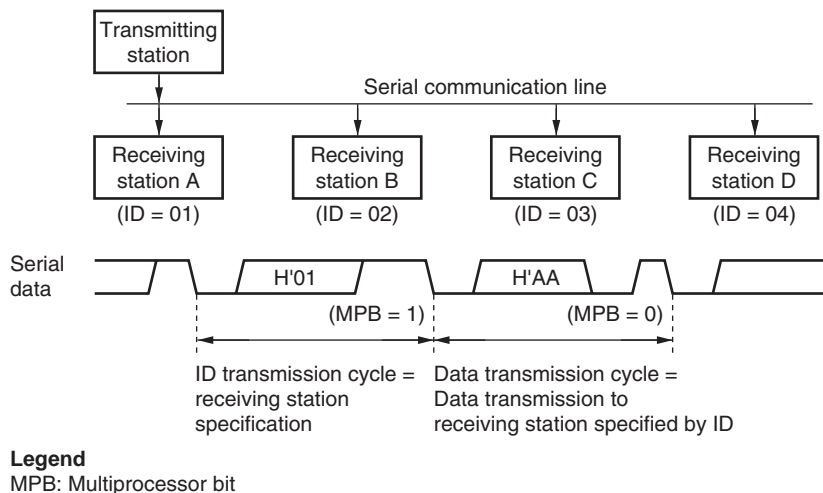 Transmitting
station
Serial communication line
Receiving
station A
Receiving
station B
Receiving
station C
Receiving
station D
(ID = 01)
(ID = 02)
(ID = 03)
(ID = 04)
Serial
data
H'01
H'AA
(MPB = 1)
(MPB = 0)
ID transmission cycle =
receiving station
specification
Data transmission cycle =
Data transmission to
receiving station specified by ID
Legend
MPB: Multiprocessor bit